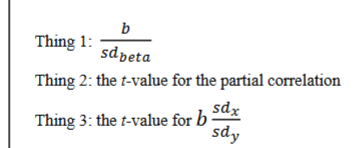 Thing 1: b / sd_beta
Thing 2: the t-value for the partial correlation
Thing 3: the t-value for b sd_x / sd_y